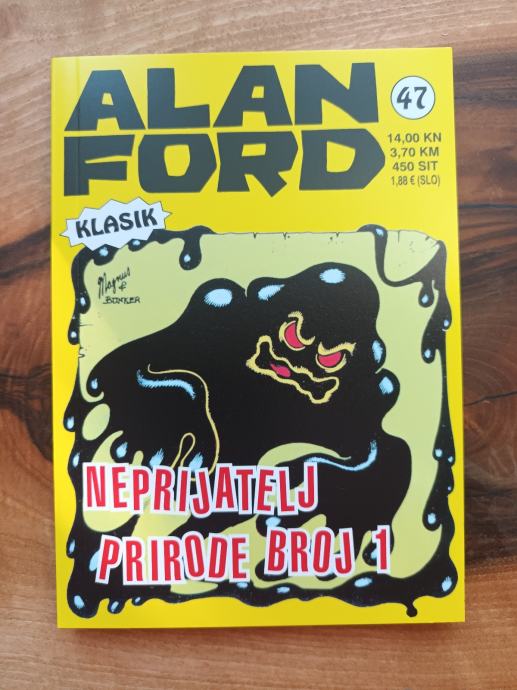 ALAN
FORD
47
14,00 KN
3,70 KM
450 SIT
1,88 € (SLO)
KLASIK
Magnus
&
BUNKER
NEPRIJATELJ
PRIRODE BROJ 1